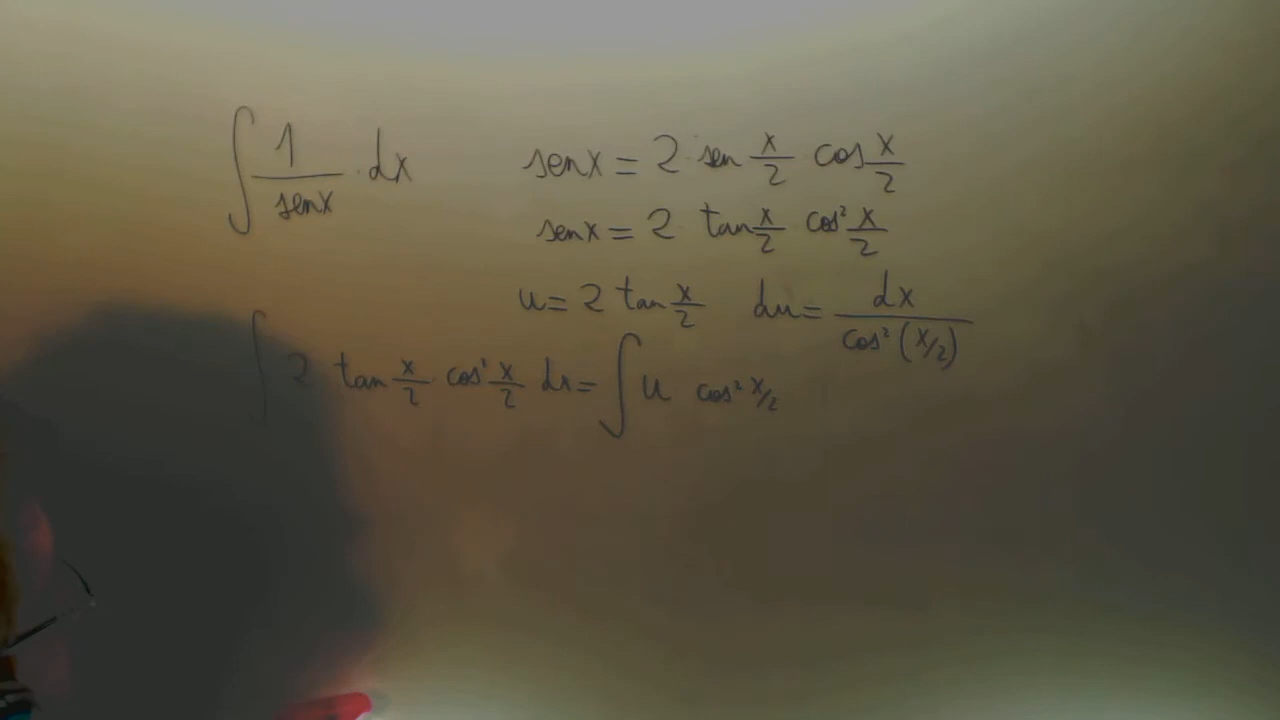 ∫ 1/senx · dx senx = 2 sen x/2 cos x/2
senx = 2 tan x/2 cos² x/2
u = 2 tan x/2 du = dx/cos² (x/2)
∫ 2 tan x/2 cos² x/2 dx = ∫ u cos² x/2